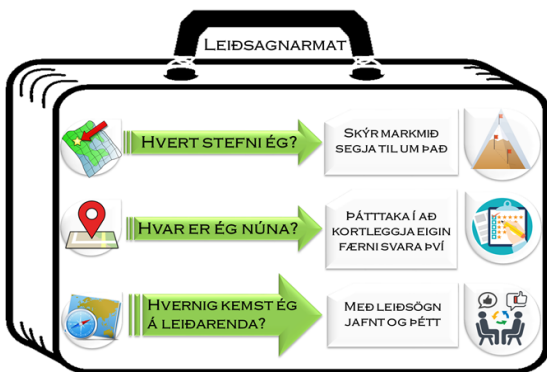 Leiðsagnarmat
Hvert stefni ég?
Skýr markmið
segja til um það
Hvar er ég núna?
Þátttaka í að
kortleggja eigin
færni svara því
Hvernig kemst ég
á leiðarenda?
Með leiðsögn
jafnt og þétt